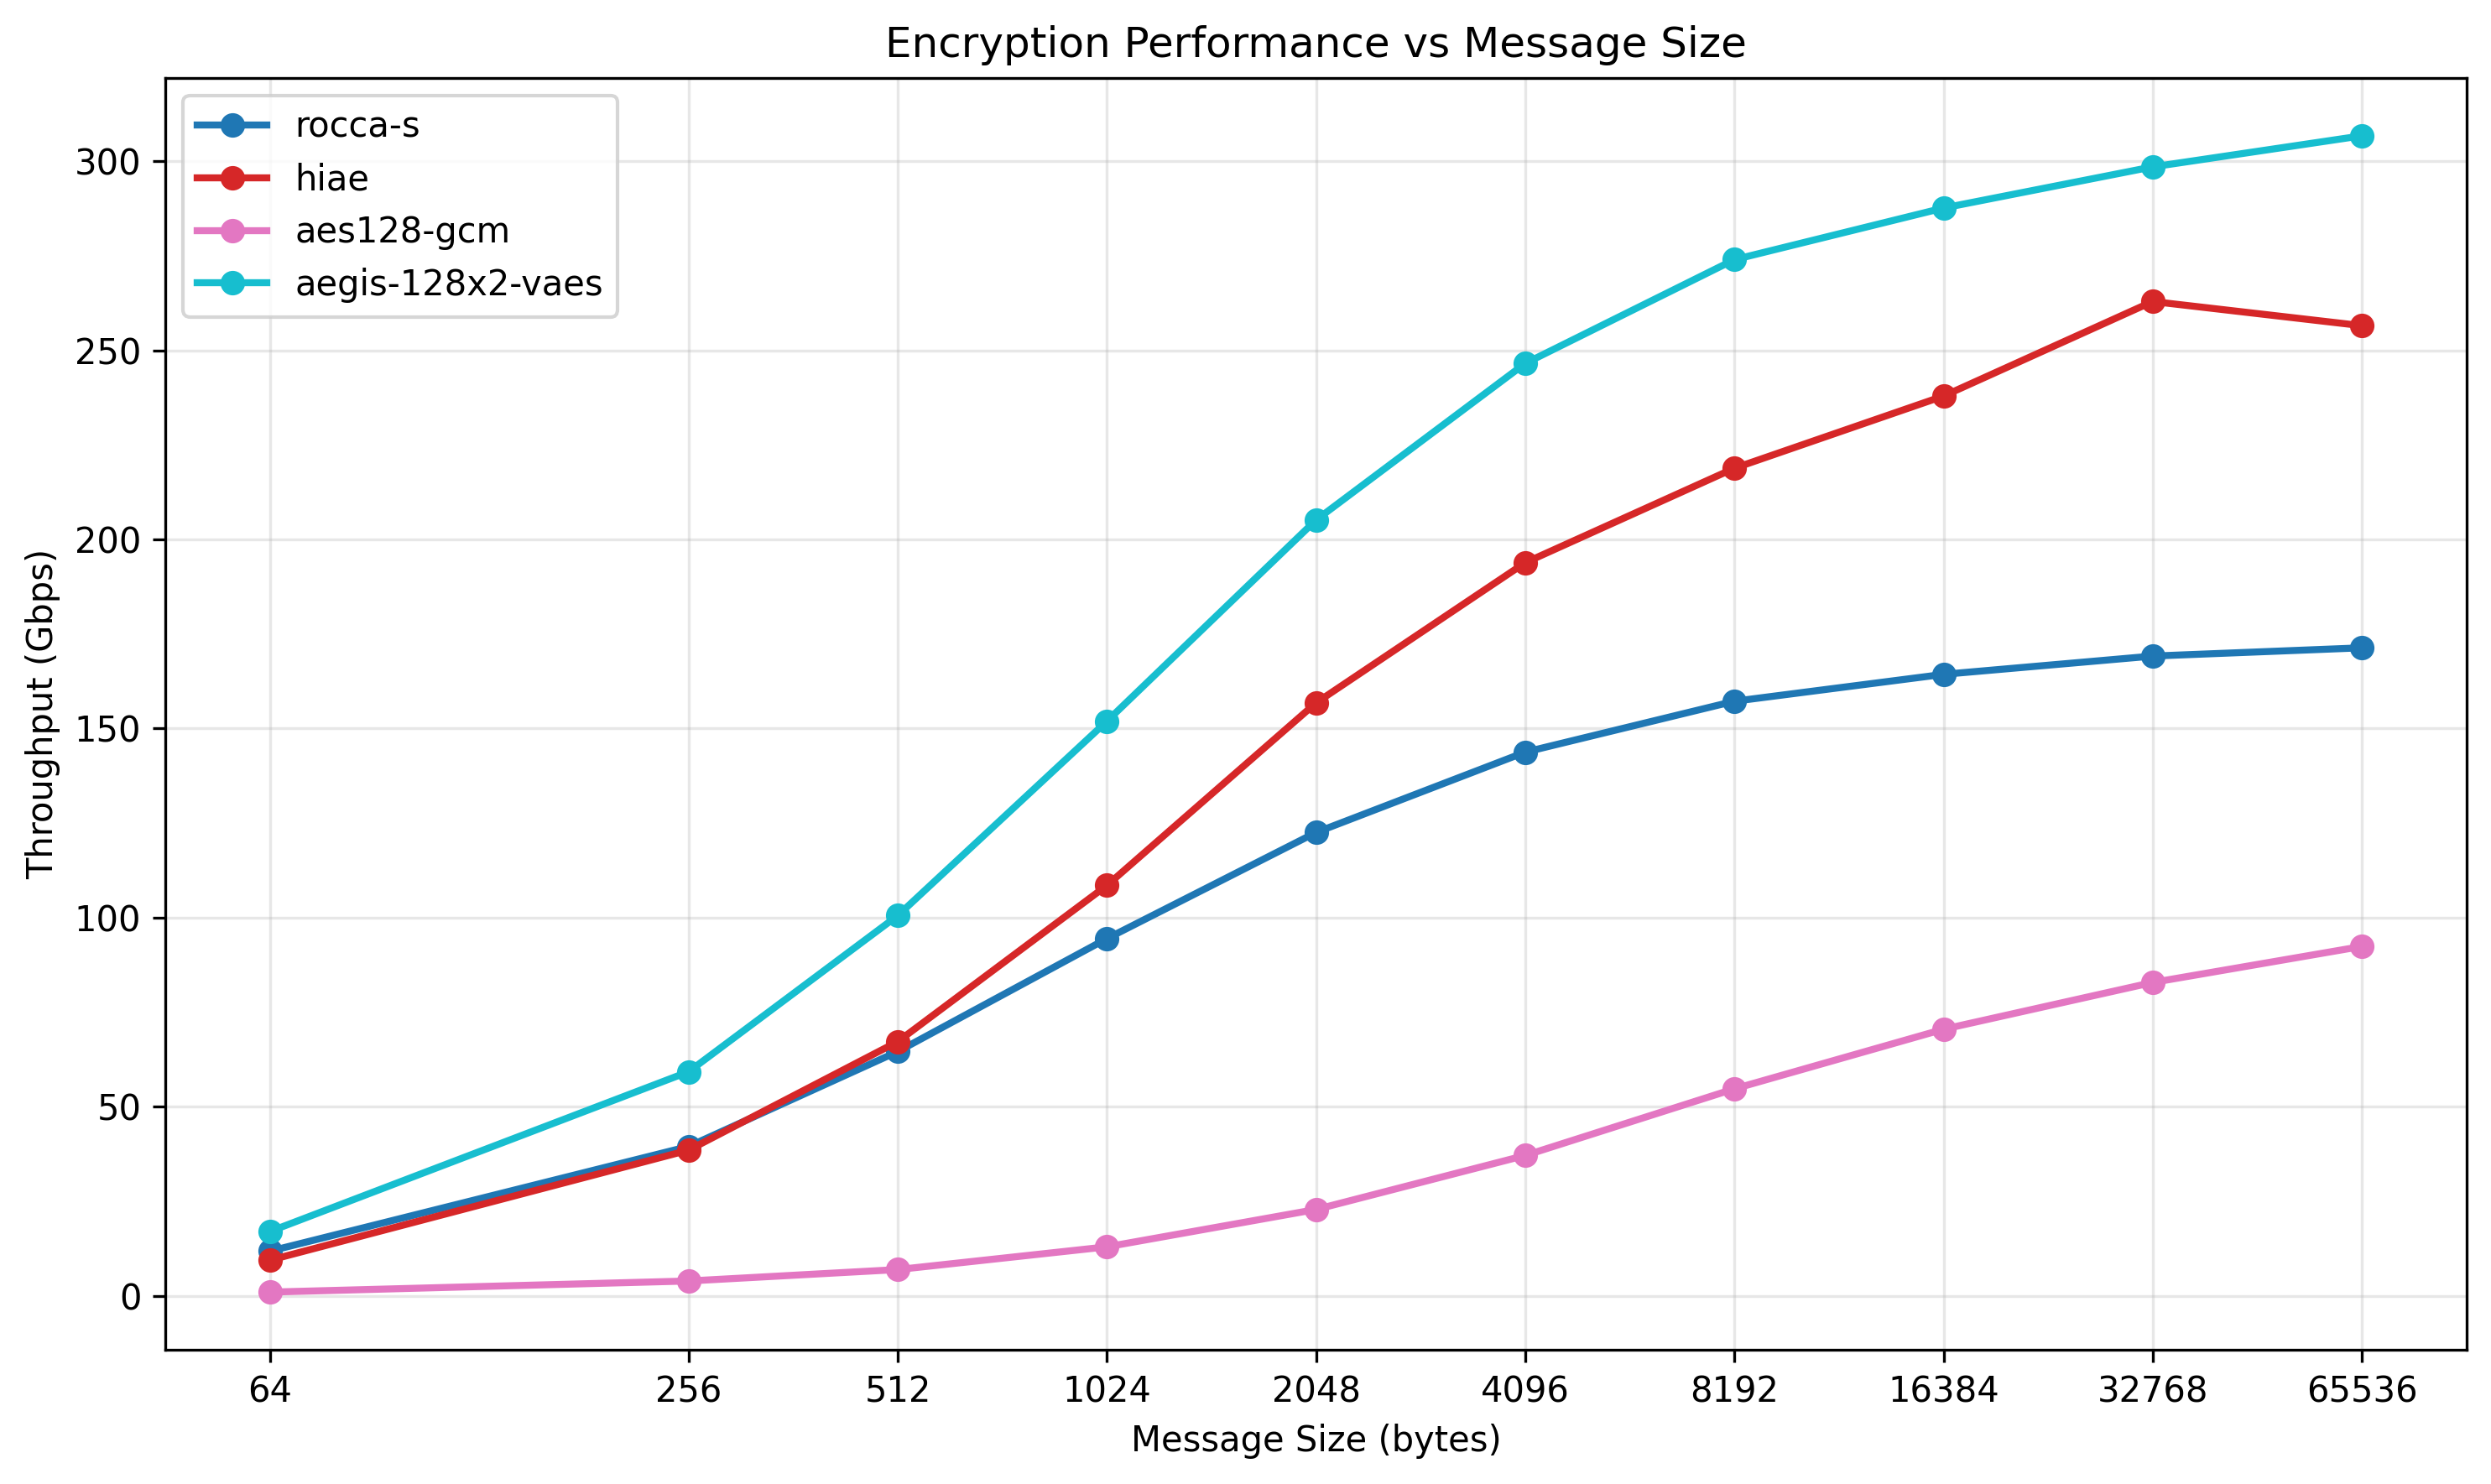 Encryption Performance vs Message Size
rocca-s
hiae
aes128-gcm
aegis-128x2-vaes
300
250
200
150
100
50
0
Throughput (Gbps)
64 256 512 1024 2048 4096 8192 16384 32768 65536
Message Size (bytes)